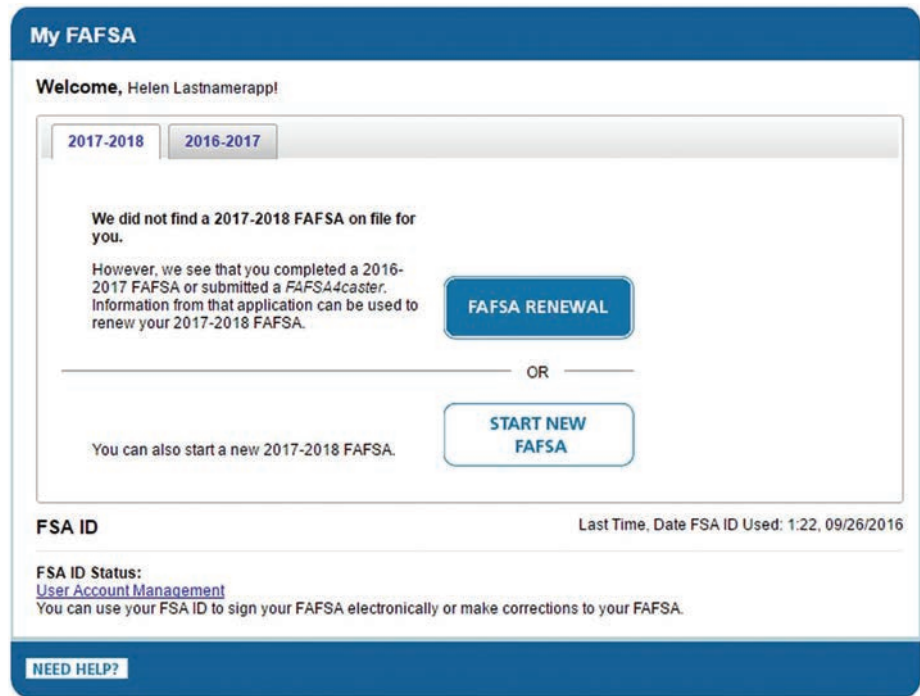 My FAFSA
Welcome, Helen Lastnamerapp!
2017-2018 2016-2017
We did not find a 2017-2018 FAFSA on file for
you.
However, we see that you completed a 2016-
2017 FAFSA or submitted a FAFSA4caster.
Information from that application can be used to
renew your 2017-2018 FAFSA.
FAFSA RENEWAL
OR
You can also start a new 2017-2018 FAFSA.
START NEW
FAFSA
FSA ID
Last Time, Date FSA ID Used: 1:22, 09/26/2016
FSA ID Status:
User Account Management
You can use your FSA ID to sign your FAFSA electronically or make corrections to your FAFSA.
NEED HELP?